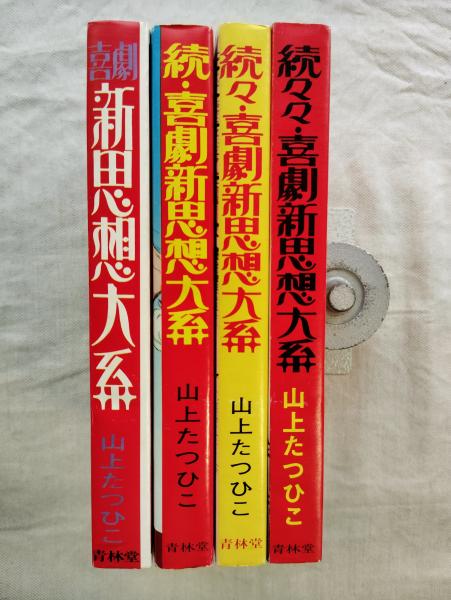 喜劇新思想大系
山上たつひこ
青林堂
続・喜劇新思想大系
山上たつひこ
青林堂
続々・喜劇新思想大系
山上たつひこ
青林堂
続々々・喜劇新思想大系
山上たつひこ
青林堂